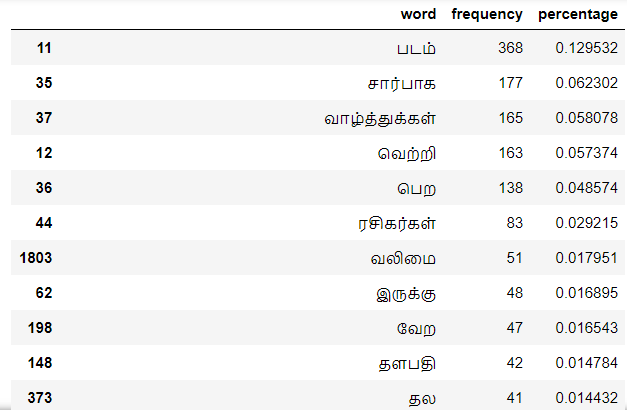 word frequency percentage
11 படம் 368 0.129532
35 சார்பாக 177 0.062302
37 வாழ்த்துக்கள் 165 0.058078
12 வெற்றி 163 0.057374
36 பெற 138 0.048574
44 ரசிகர்கள் 83 0.029215
1803 வலிமை 51 0.017951
62 இருக்கு 48 0.016895
198 வேற 47 0.016543
148 தளபதி 42 0.014784
373 தல 41 0.014432